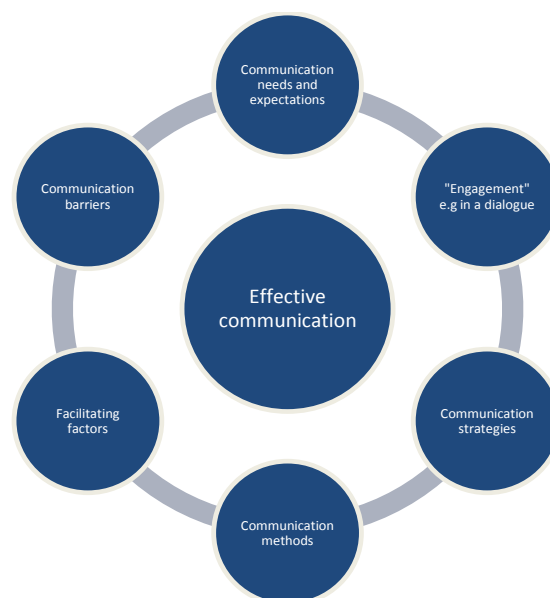 Communication
needs and
expectations
"Engagement"
e.g in a dialogue
Communication
strategies
Communication
methods
Facilitating
factors
Communication
barriers
Effective
communication